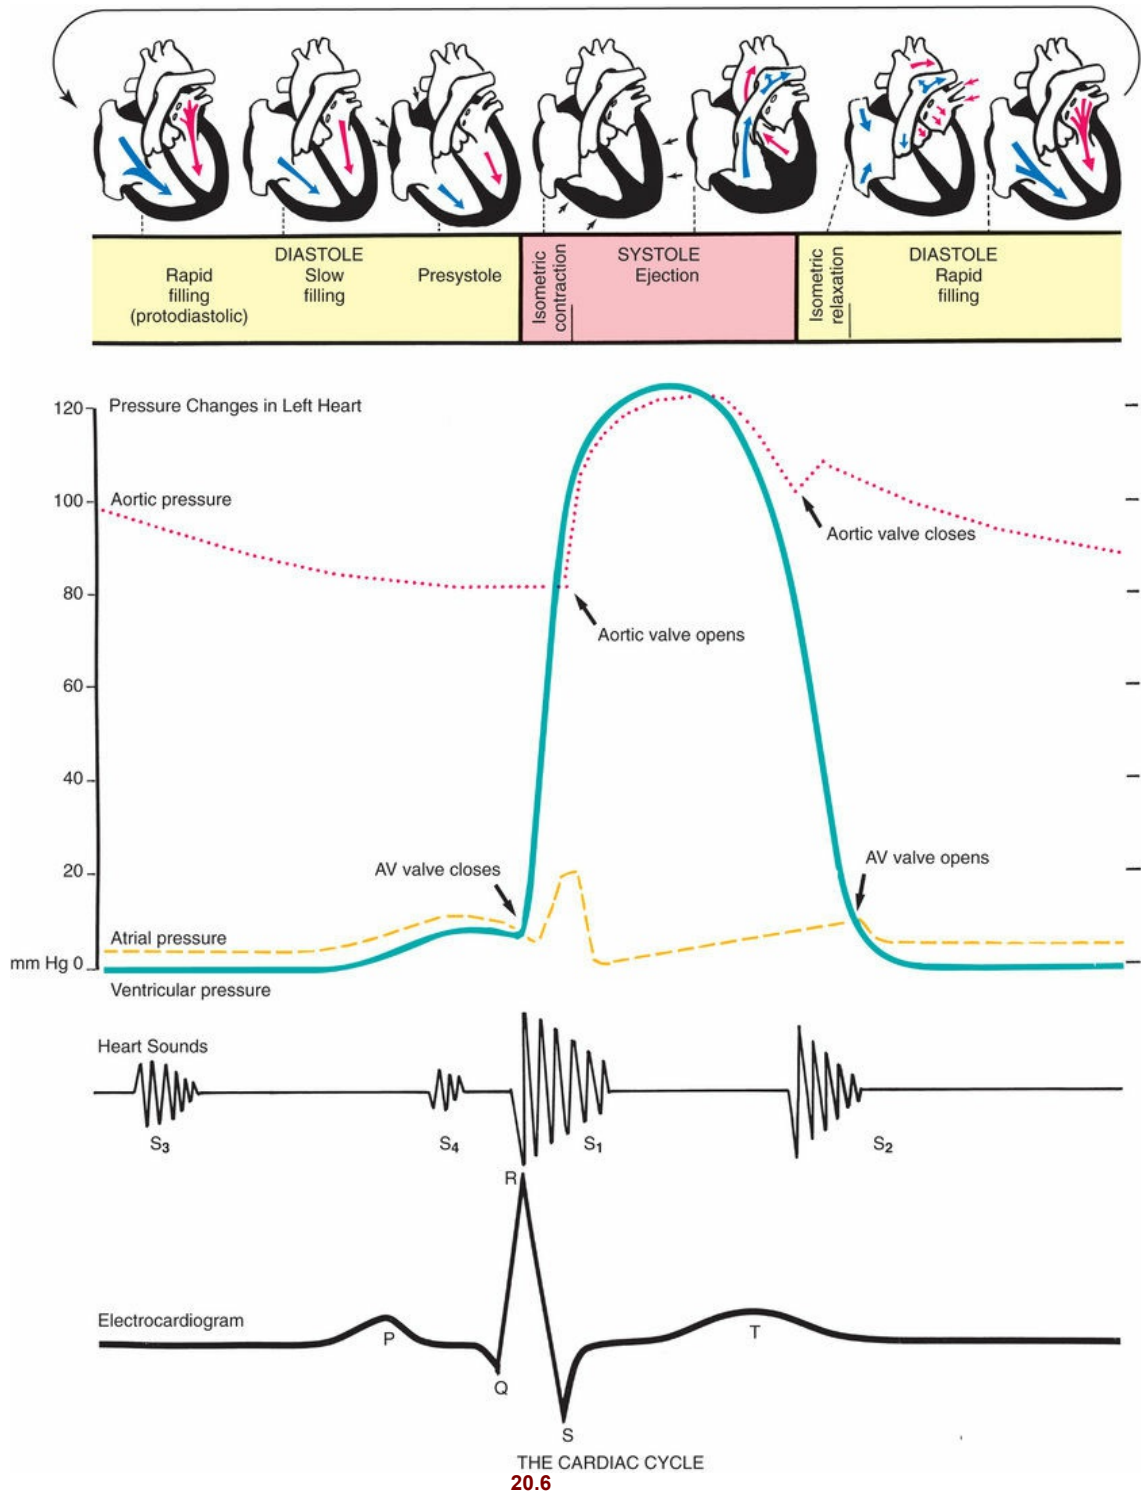 DIASTOLE
Rapid
filling
(protodiastolic)
Slow
filling
Presystole
Isometric
contraction
SYSTOLE
Ejection
Isometric
relaxation
DIASTOLE
Rapid
filling
Pressure Changes in Left Heart
120
100
80
60
40
20
mm Hg 0
Aortic pressure
Aortic valve closes
Aortic valve opens
AV valve closes
AV valve opens
Atrial pressure
Ventricular pressure
Heart Sounds
S3
S4
S1
S2
R
Electrocardiogram
P
T
Q
S
THE CARDIAC CYCLE
20.6